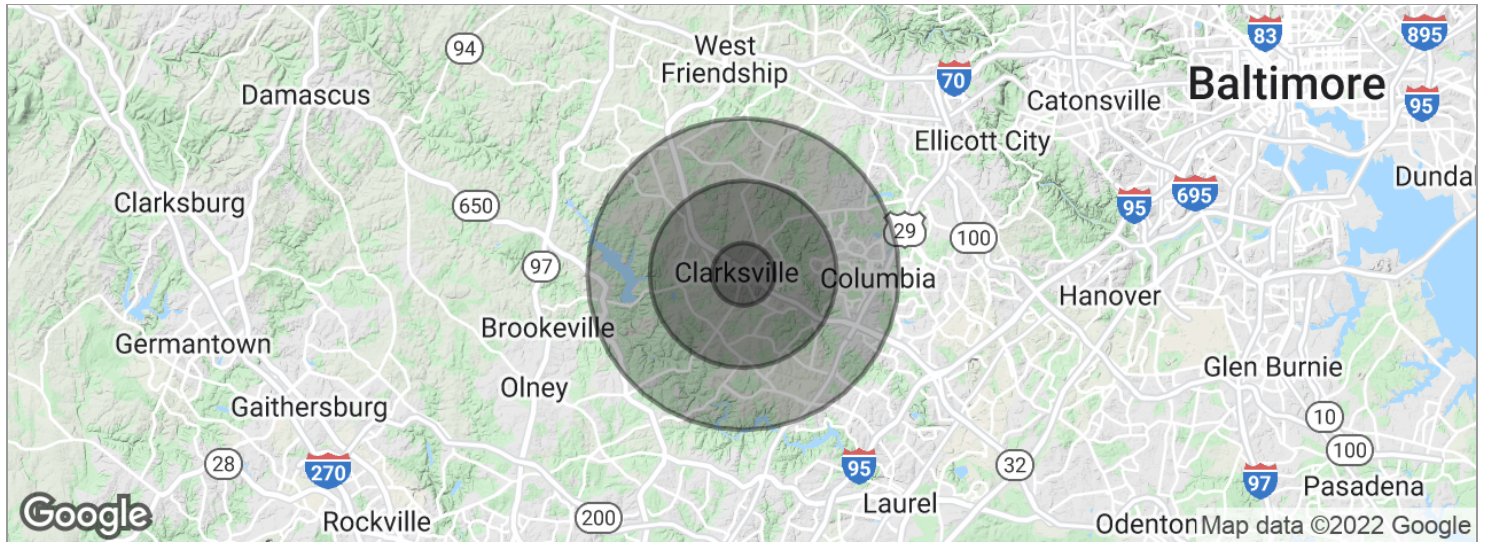 94
West
Friendship
83
895
70
Baltimore
Damascus
Catonsville
95
Ellicott City
Dundal
Clarksburg
650
95
695
29
100
97
Clarksville
Columbia
Hanover
Brookeville
Germantown
Glen Burnie
Olney
Gaithersburg
10
100
28
270
95
32
97
Pasadena
Laurel
Google
Rockville
200
Odenton
Map data ©2022 Google